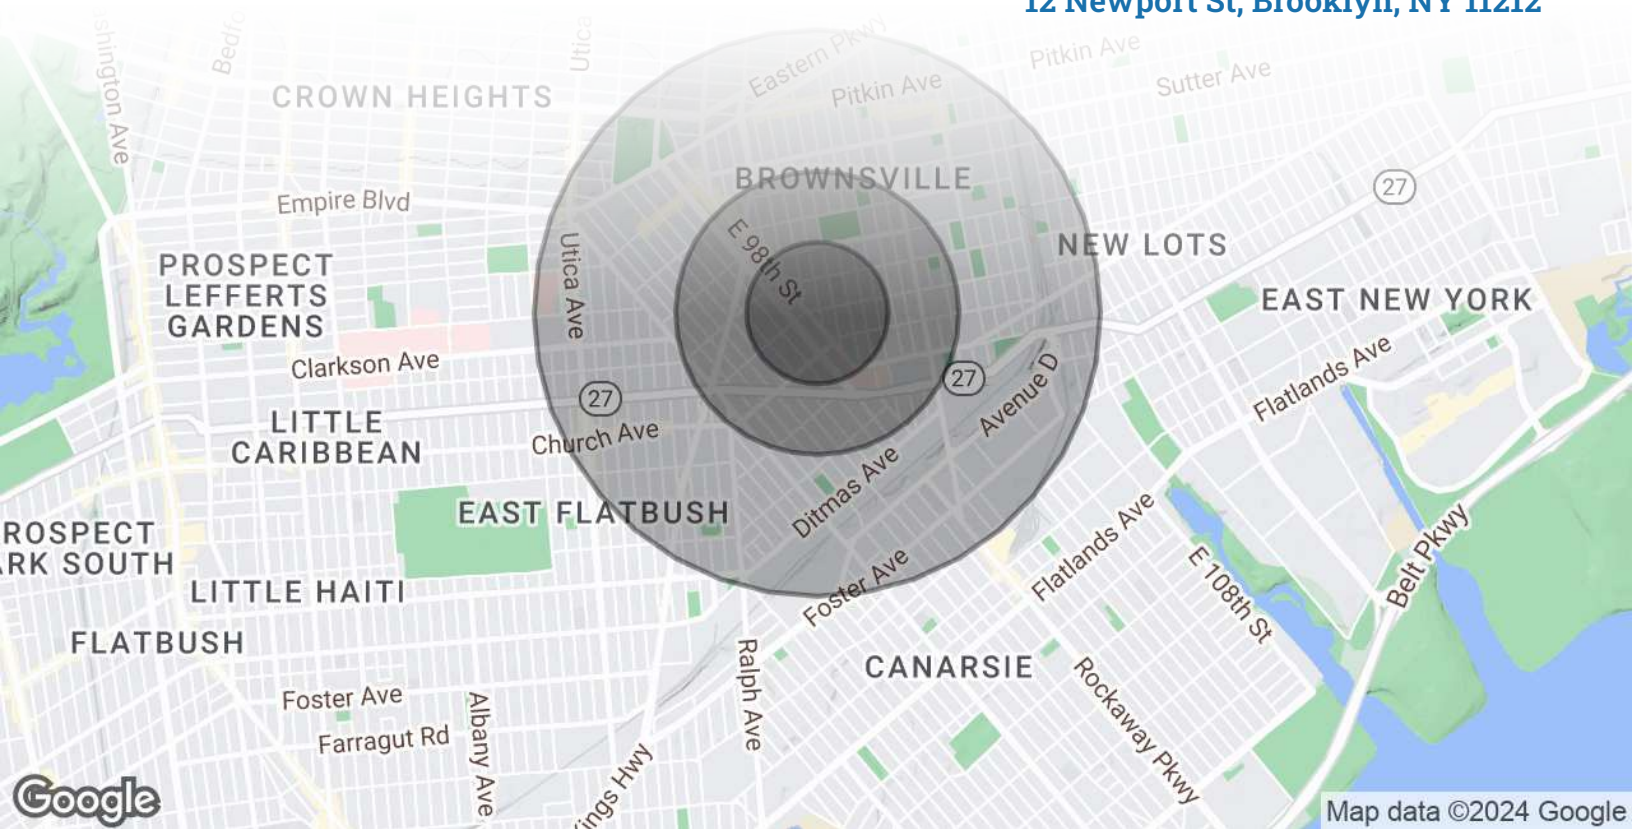 12 Newport St, Brooklyn, NY 11212
Utica
Eastern Pkwy
Pitkin Ave
Pitkin Ave
Sutter Ave
CROWN HEIGHTS
BROWNSVILLE
27
Empire Blvd
E 98th St
Utica Ave
NEW LOTS
PROSPECT
LEFFERTS
GARDENS
EAST NEW YORK
Clarkson Ave
Flatlands Ave
27
27
Avenue D
LITTLE
CARIBBEAN
Church Ave
Ditmas Ave
EAST FLATBUSH
ROSPECT
RK SOUTH
Flatlands Ave
Belt Pkwy
E 108th St
Foster Ave
LITTLE HAITI
FLATBUSH
Ralph Ave
CANARSIE
Rockaway Pkwy
Foster Ave
Albany Ave
Farragut Rd
ings Hwy
Google
Map data ©2024 Google